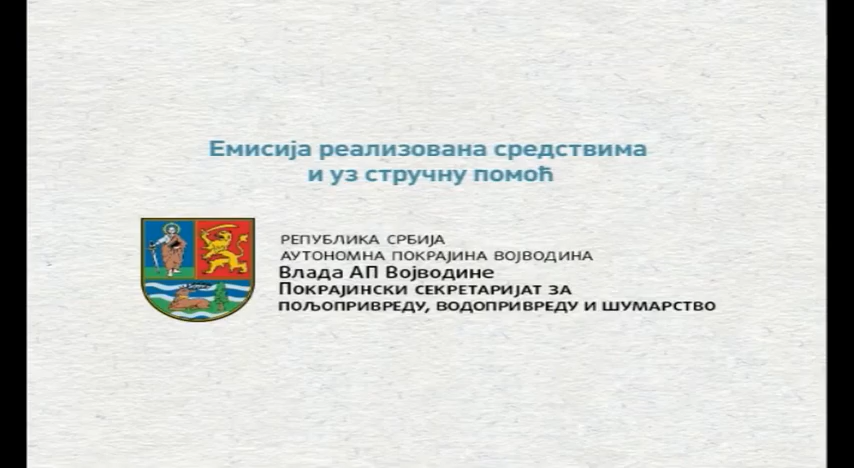 Емисија реализована средствима
и уз стручну помоћ
РЕПУБЛИКА СРБИЈА
АУТОНОМНА ПОКРАЈИНА ВОЈВОДИНА
Влада АП Војводине
Покрајински секретаријат за
пољопривреду, водопривреду и шумарство